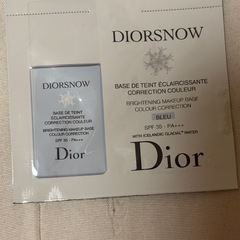 DIORSNOW
BASE DE TEINT
ÉCLAIRCISSANTE
CORRECTION COULEUR
BRIGHTENING MAKEUP BASE
COLOUR CORRECTION
SPF 35 - PA+++
Dior
DIORSNOW
BASE DE TEINT ÉCLAIRCISSANTE
CORRECTION COULEUR
BRIGHTENING MAKEUP BASE
COLOUR CORRECTION
BLEU
SPF 35 - PA+++
WITH ICELANDIC GLACIAL™ WATER
Dior